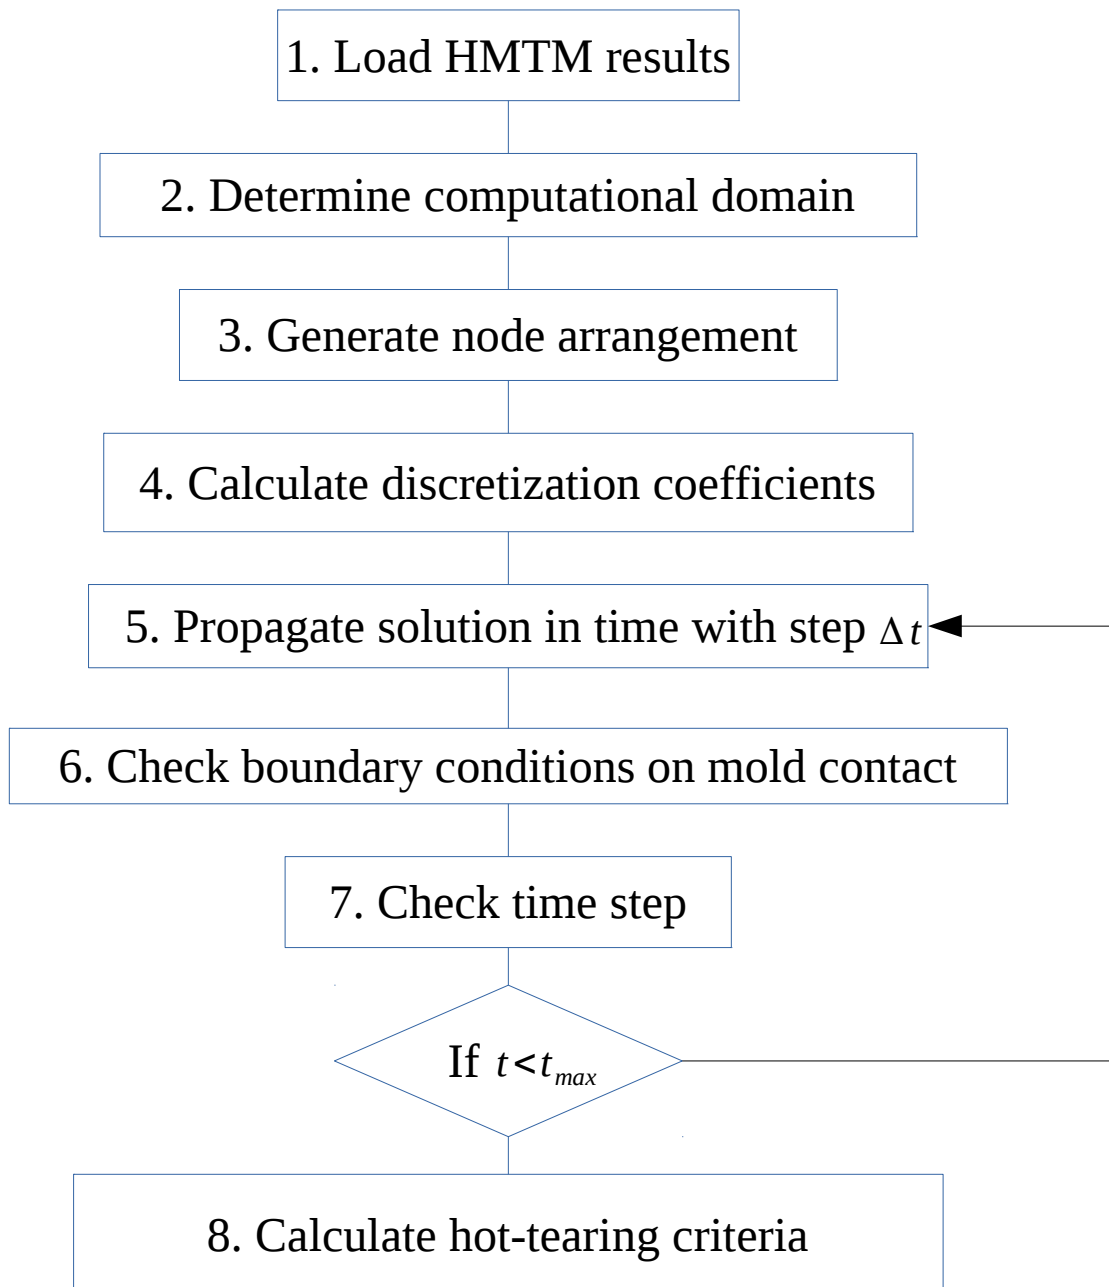 1. Load HMTM results
2. Determine computational domain
3. Generate node arrangement
4. Calculate discretization coefficients
5. Propagate solution in time with step Δt
6. Check boundary conditions on mold contact
7. Check time step
If t<t_max
8. Calculate hot-tearing criteria